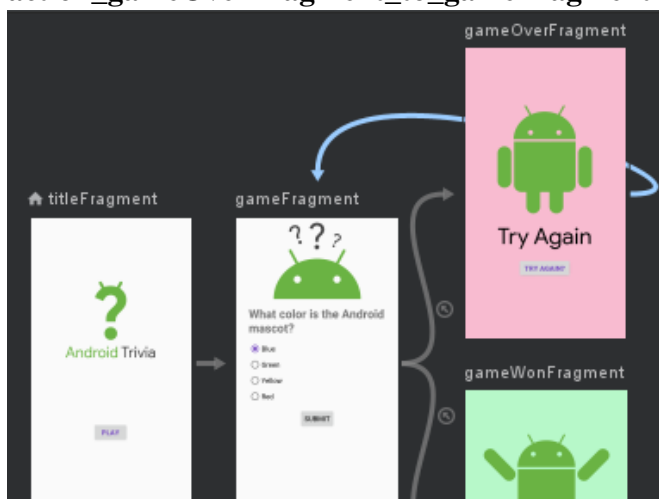 gameOverFragment
Try Again
TRY AGAIN?
titleFragment
Android Trivia
PLAY
gameFragment
? ? ?
What color is the Android
mascot?
Blue
Green
Yellow
Red
SUBMIT
gameWonFragment